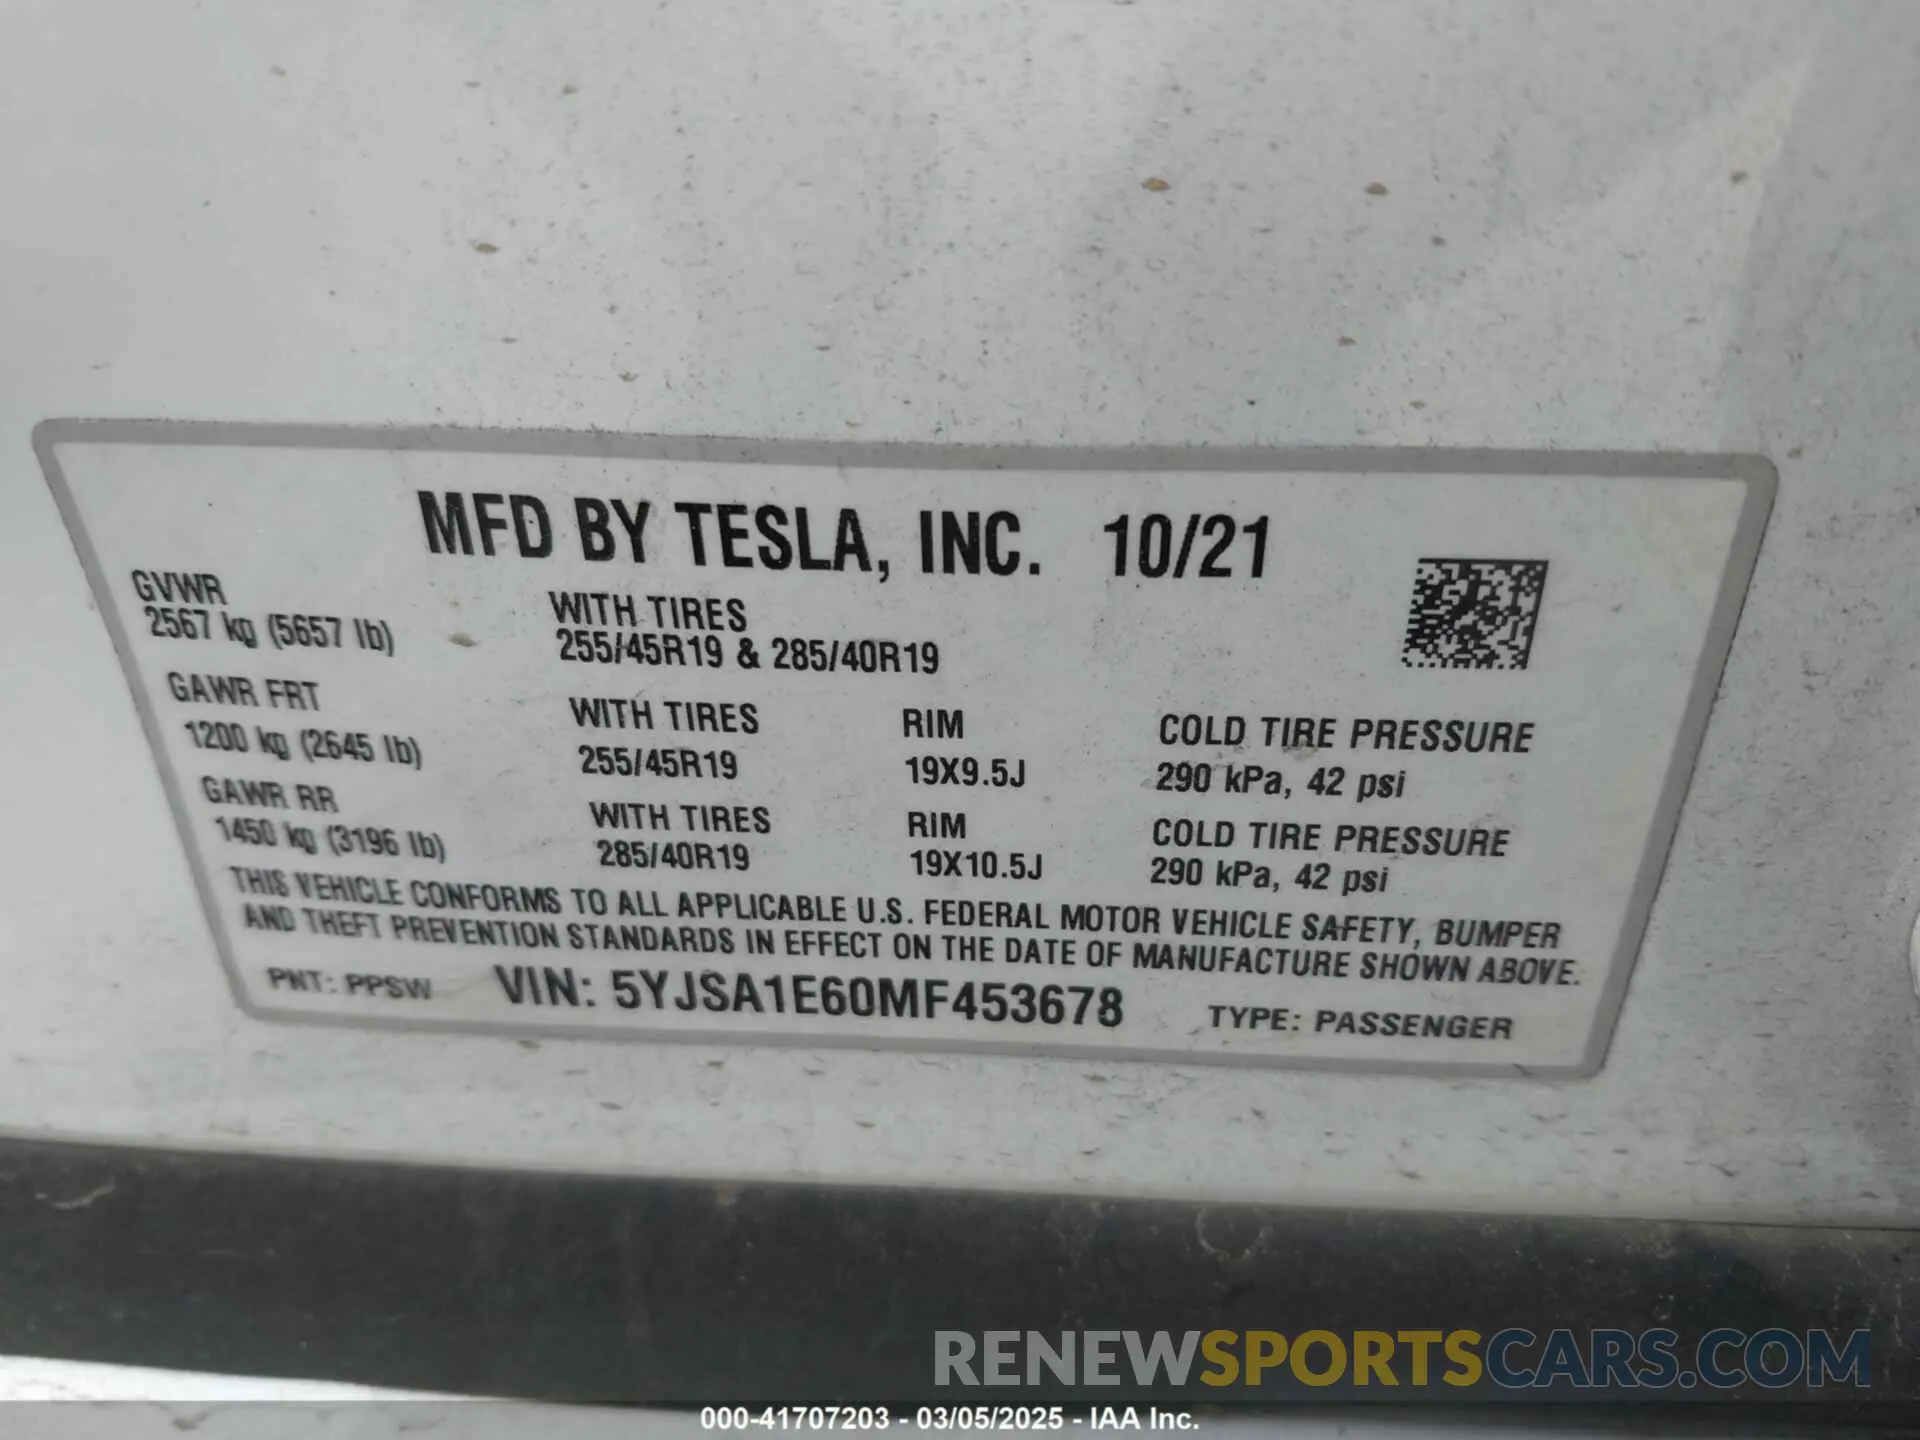 MFD BY TESLA, INC. 10/21
GVWR
2567 kg (5657 lb)
WITH TIRES
255/45R19 & 285/40R19
GAWR FRT
1200 kg (2645 lb)
WITH TIRES
255/45R19
RIM
19X9.5J
COLD TIRE PRESSURE
290 kPa, 42 psi
GAWR RR
1450 kg (3196 lb)
WITH TIRES
285/40R19
RIM
19X10.5J
COLD TIRE PRESSURE
290 kPa, 42 psi
THIS VEHICLE CONFORMS TO ALL APPLICABLE U.S. FEDERAL MOTOR VEHICLE SAFETY, BUMPER
AND THEFT PREVENTION STANDARDS IN EFFECT ON THE DATE OF MANUFACTURE SHOWN ABOVE.
PNT: PPSW VIN: 5YJSA1E60MF453678 TYPE: PASSENGER
RENEWSPORTSCARS.COM
000-41707203 - 03/05/2025 - IAA Inc.